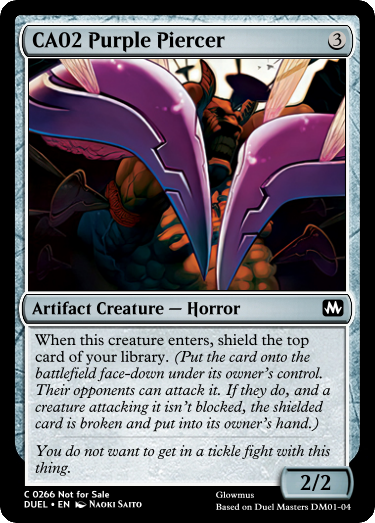 CA02 Purple Piercer
3
Artifact Creature — Horror
When this creature enters, shield the top
card of your library. (Put the card onto the
battlefield face-down under its owner's control.
Their opponents can attack it. If they do, and a
creature attacking it isn't blocked, the shielded
card is broken and put into its owner's hand.)
You do not want to get in a tickle fight with this
thing.
2/2
C 0266 Not for Sale
DUEL • EN Naoki Saito
Glowmus
Based on Duel Masters DM01-04